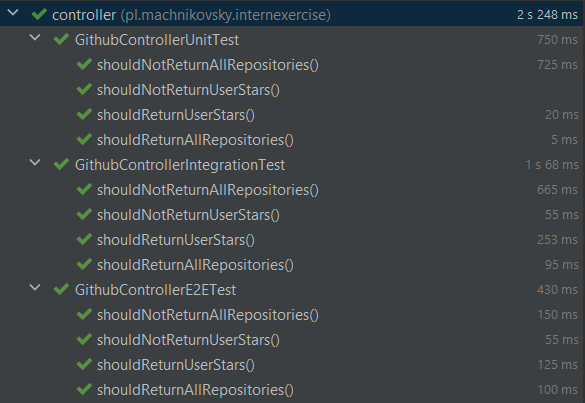 controller (pl.machnikovsky.internexercise) 2 s 248 ms
GithubControllerUnitTest 750 ms
shouldNotReturnAllRepositories() 725 ms
shouldNotReturnUserStars()
shouldReturnUserStars() 20 ms
shouldReturnAllRepositories() 5 ms
GithubControllerIntegrationTest 1 s 68 ms
shouldNotReturnAllRepositories() 665 ms
shouldNotReturnUserStars() 55 ms
shouldReturnUserStars() 253 ms
shouldReturnAllRepositories() 95 ms
GithubControllerE2ETest 430 ms
shouldNotReturnAllRepositories() 150 ms
shouldNotReturnUserStars() 55 ms
shouldReturnUserStars() 125 ms
shouldReturnAllRepositories() 100 ms